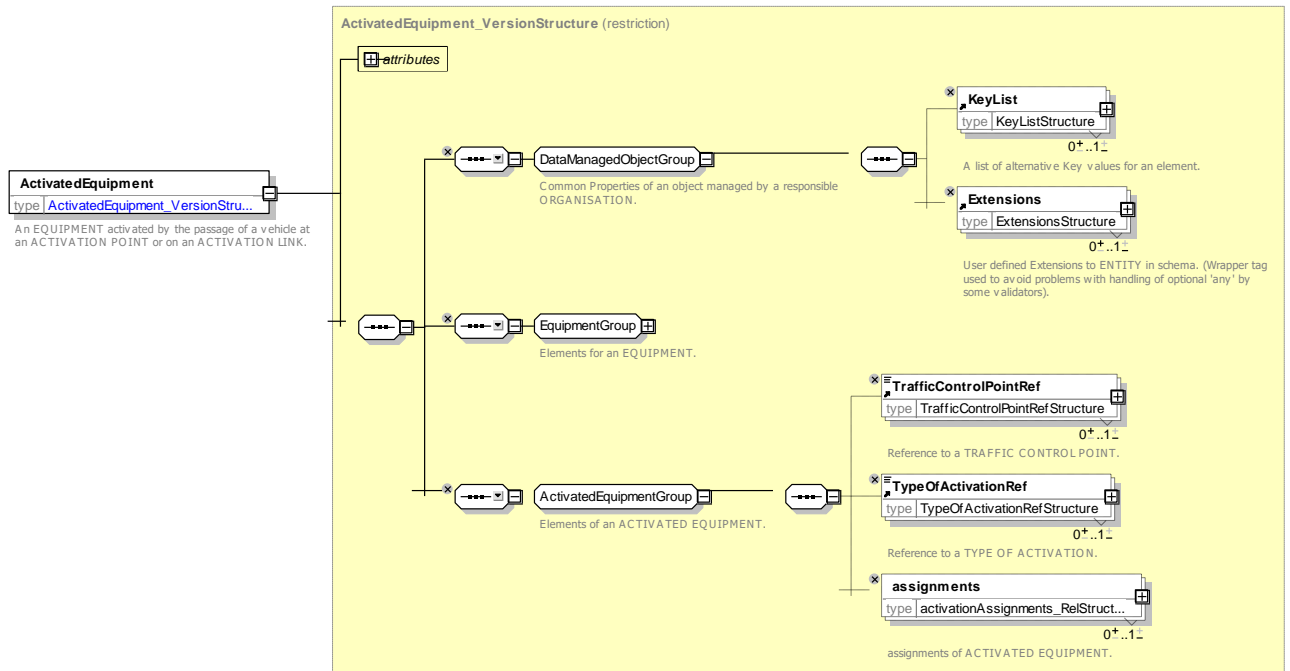 ActivatedEquipment_VersionStructure (restriction)
attributes
KeyList
type KeyListStructure
0..1
A list of alternative Key values for an element.
DataManagedObjectGroup
Common Properties of an object managed by a responsible
ORGANISATION.
Extensions
type ExtensionsStructure
0..1
User defined Extensions to ENTITY in schema. (Wrapper tag
used to avoid problems with handling of optional 'any' by
some validators).
ActivatedEquipment
type ActivatedEquipment_VersionStru...
An EQUIPMENT activated by the passage of a vehicle at
an ACTIVATION POINT or on an ACTIVATION LINK.
EquipmentGroup
Elements for an EQUIPMENT.
TrafficControlPointRef
type TrafficControlPointRefStructure
0..1
Reference to a TRAFFIC CONTROL POINT.
ActivatedEquipmentGroup
Elements of an ACTIVATED EQUIPMENT.
TypeOfActivationRef
type TypeOfActivationRefStructure
0..1
Reference to a TYPE OF ACTIVATION.
assignments
type activationAssignments_RelStruct...
0..1
assignments of ACTIVATED EQUIPMENT.